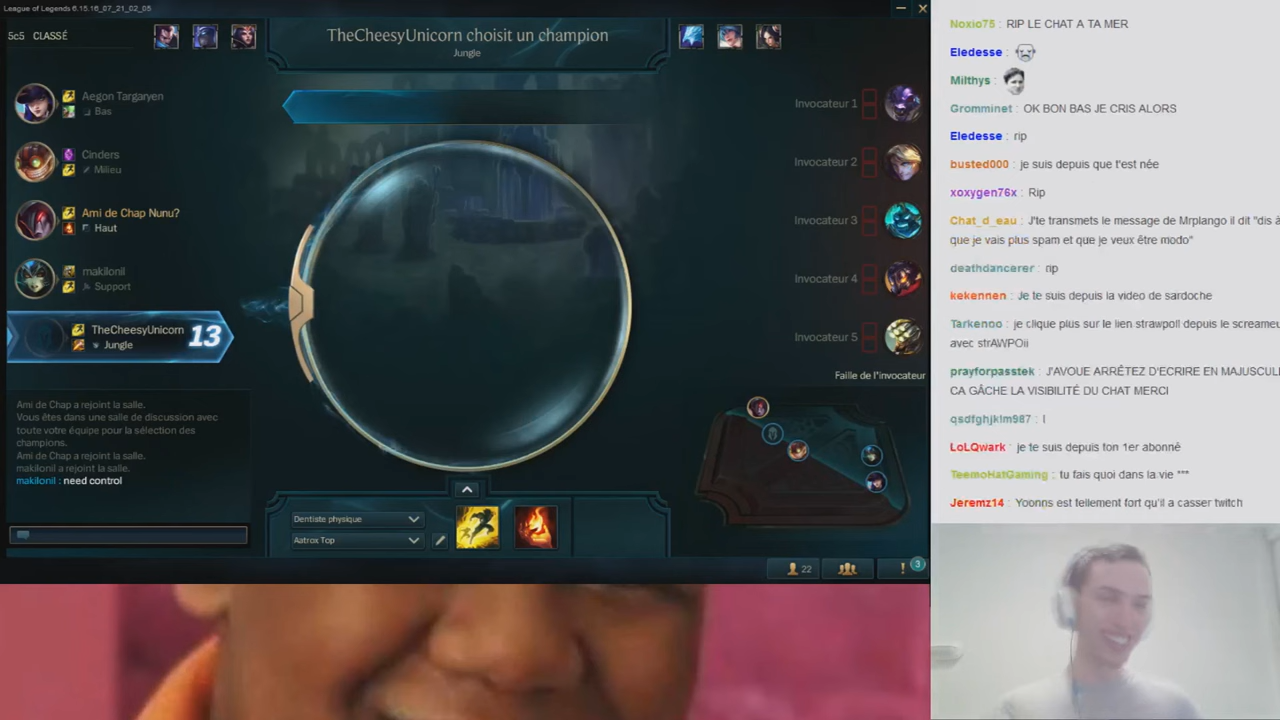 League of Legends 6.15.16_07_21_02_05
5c5 CLASSÉ
TheCheesyUnicorn choisit un champion
Jungle
Aegon Targaryen
Bas
Cinders
Milieu
Ami de Chap Nunu?
Haut
makilonil
Support
TheCheesyUnicorn
Jungle
13
Invocateur 1
Invocateur 2
Invocateur 3
Invocateur 4
Invocateur 5
Faille de l'invocateur
Ami de Chap a rejoint la salle.
Vous êtes dans une salle de discussion avec
toute votre équipe pour la sélection des
champions.
Ami de Chap a rejoint la salle.
makilonil a rejoint la salle.
makilonil : need control
Dentiste physique
Aatrox Top
22
3
Noxio75 : RIP LE CHAT A TA MER
Eledesse :
Milthys :
Gromminet : OK BON BAS JE CRIS ALORS
Eledesse : rip
busted000 : je suis depuis que t'est née
xoxygen76x : Rip
Chat_d_eau : J'te transmets le message de Mrplango il dit "dis à
que je vais plus spam et que je veux être modo"
deathdancerer : rip
kekennen : Je te suis depuis la video de sardoche
Tarkenoo : je clique plus sur le lien strawpoll depuis le screameu
avec strAWPOii
prayforpasstek : J'AVOUE ARRÊTEZ D'ECRIRE EN MAJUSCUL
CA GÂCHE LA VISIBILITÉ DU CHAT MERCI
qsdfghjklm987 : l
LoLQwark : je te suis depuis ton 1er abonné
TeemoHatGaming : tu fais quoi dans la.vie ***
Jeremz14 : Yoonns est tellement fort qu'il a casser twitch